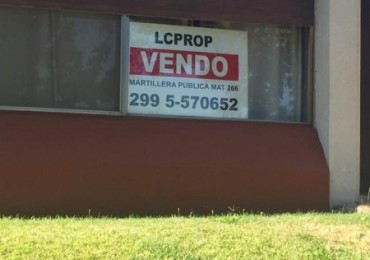 LCPROP
VENDO
MARTILLERA PUBLICA MAT 266
299 5-570652